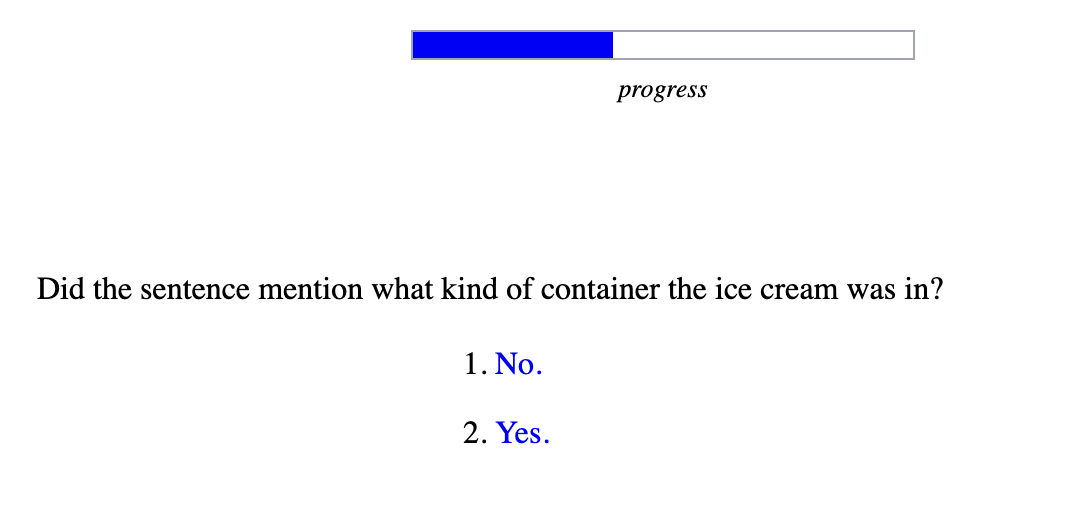 progress
Did the sentence mention what kind of container the ice cream was in?
1. No.
2. Yes.